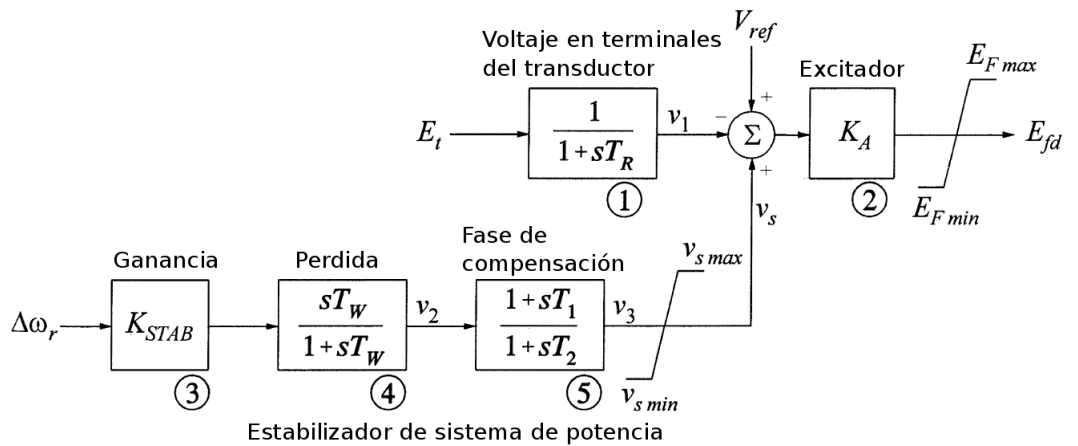 Voltaje en terminales
del transductor
V_ref
Excitador
E_F max
E_t
1
1+sT_R
v_1
−
+
Σ
+
K_A
E_fd
①
②
E_F min
v_s
Ganancia
Perdida
Fase de
compensación
v_s max
Δω_r
K_STAB
sT_W
1+sT_W
v_2
1+sT_1
1+sT_2
v_3
③
④
⑤
v_s min
Estabilizador de sistema de potencia